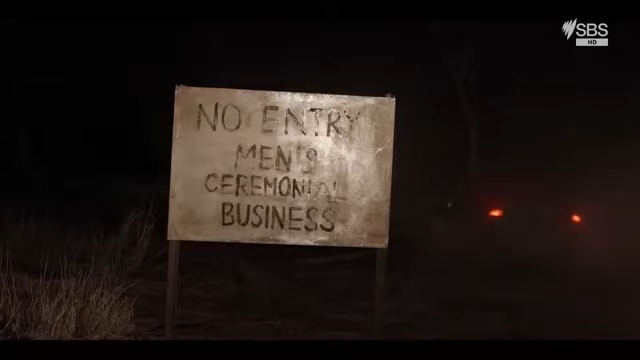 SBS
HD
NO ENTRY
MEN'S
CEREMONIAL
BUSINESS